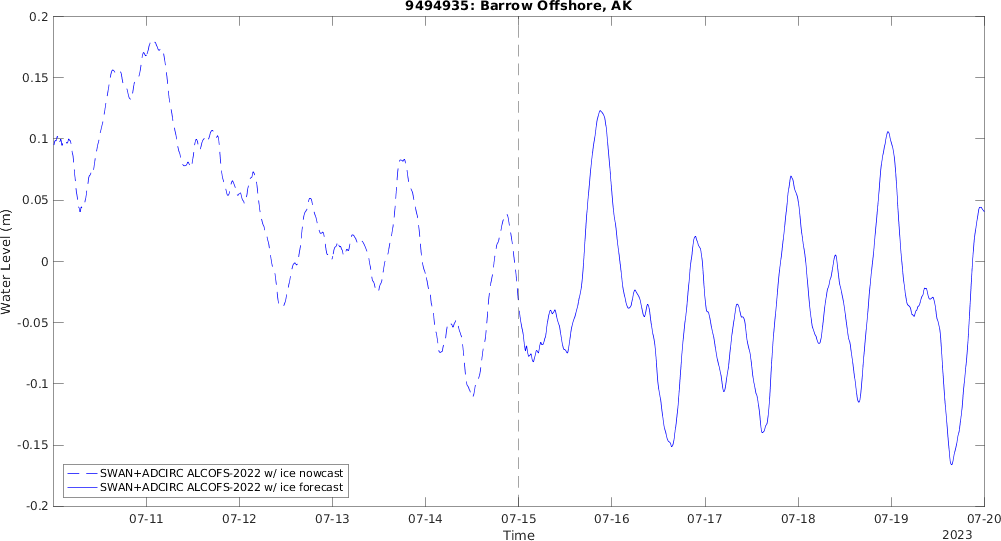 9494935: Barrow Offshore, AK
Water Level (m)
0.2
0.15
0.1
0.05
0
-0.05
-0.1
-0.15
-0.2
SWAN+ADCIRC ALCOFS-2022 w/ ice nowcast
SWAN+ADCIRC ALCOFS-2022 w/ ice forecast
07-11 07-12 07-13 07-14 07-15 07-16 07-17 07-18 07-19 07-20
Time
2023